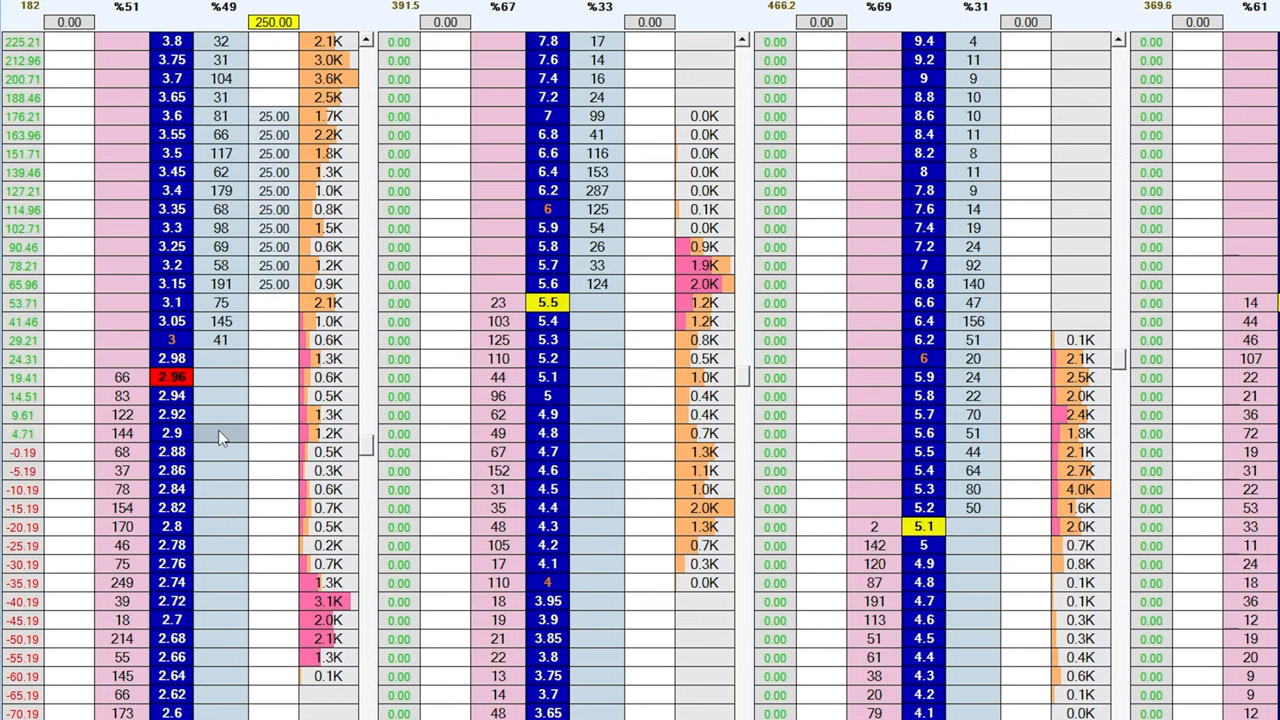 182 %51 %49 391.5 %67 %33 466.2 %69 %31 369.6 %61
0.00 250.00 0.00 0.00 0.00 0.00 0.00
225.21 3.8 32 2.1K 0.00 7.8 17 0.00 9.4 4 0.00
212.96 3.75 31 3.0K 0.00 7.6 14 0.00 9.2 11 0.00
200.71 3.7 104 3.6K 0.00 7.4 16 0.00 9 9 0.00
188.46 3.65 31 2.5K 0.00 7.2 24 0.00 8.8 10 0.00
176.21 3.6 81 25.00 1.7K 0.00 7 99 0.0K 0.00 8.6 10 0.00
163.96 3.55 66 25.00 2.2K 0.00 6.8 41 0.0K 0.00 8.4 11 0.00
151.71 3.5 117 25.00 1.8K 0.00 6.6 116 0.0K 0.00 8.2 8 0.00
139.46 3.45 62 25.00 1.3K 0.00 6.4 153 0.0K 0.00 8 11 0.00
127.21 3.4 179 25.00 1.0K 0.00 6.2 287 0.0K 0.00 7.8 9 0.00
114.96 3.35 68 25.00 0.8K 0.00 6 125 0.1K 0.00 7.6 14 0.00
102.71 3.3 98 25.00 1.5K 0.00 5.9 54 0.0K 0.00 7.4 19 0.00
90.46 3.25 69 25.00 0.6K 0.00 5.8 26 0.9K 0.00 7.2 24 0.00
78.21 3.2 58 25.00 1.2K 0.00 5.7 33 1.9K 0.00 7 92 0.00
65.96 3.15 191 25.00 0.9K 0.00 5.6 124 2.0K 0.00 6.8 140 0.00
53.71 3.1 75 2.1K 0.00 23 5.5 1.2K 0.00 6.6 47 0.00 14
41.46 3.05 145 1.0K 0.00 103 5.4 1.2K 0.00 6.4 156 0.00 44
29.21 3 41 0.6K 0.00 125 5.3 0.8K 0.00 6.2 51 0.1K 0.00 46
24.31 2.98 1.3K 0.00 110 5.2 0.5K 0.00 6 20 2.1K 0.00 107
19.41 66 2.96 0.6K 0.00 44 5.1 1.0K 0.00 5.9 24 2.5K 0.00 22
14.51 83 2.94 0.5K 0.00 96 5 0.4K 0.00 5.8 22 2.0K 0.00 21
9.61 122 2.92 1.3K 0.00 62 4.9 0.4K 0.00 5.7 70 2.4K 0.00 36
4.71 144 2.9 1.2K 0.00 49 4.8 0.7K 0.00 5.6 51 1.8K 0.00 72
-0.19 68 2.88 0.5K 0.00 67 4.7 1.3K 0.00 5.5 44 2.1K 0.00 19
-5.19 37 2.86 0.3K 0.00 152 4.6 1.1K 0.00 5.4 64 2.7K 0.00 31
-10.19 78 2.84 0.6K 0.00 31 4.5 1.0K 0.00 5.3 80 4.0K 0.00 22
-15.19 154 2.82 0.7K 0.00 35 4.4 2.0K 0.00 5.2 50 1.6K 0.00 53
-20.19 170 2.8 0.5K 0.00 48 4.3 1.3K 0.00 2 5.1 2.0K 0.00 33
-25.19 46 2.78 0.2K 0.00 105 4.2 0.7K 0.00 142 5 0.7K 0.00 11
-30.19 75 2.76 0.7K 0.00 17 4.1 0.3K 0.00 120 4.9 0.8K 0.00 24
-35.19 249 2.74 1.3K 0.00 110 4 0.0K 0.00 87 4.8 0.1K 0.00 18
-40.19 39 2.72 3.1K 0.00 18 3.95 0.00 191 4.7 0.1K 0.00 36
-45.19 18 2.7 2.0K 0.00 19 3.9 0.00 113 4.6 0.3K 0.00 12
-50.19 214 2.68 2.1K 0.00 21 3.85 0.00 51 4.5 0.3K 0.00 19
-55.19 55 2.66 1.3K 0.00 22 3.8 0.00 61 4.4 0.4K 0.00 20
-60.19 145 2.64 0.1K 0.00 13 3.75 0.00 38 4.3 0.6K 0.00 9
-65.19 66 2.62 0.00 14 3.7 0.00 20 4.2 0.1K 0.00 9
-70.19 173 2.6 0.00 48 3.65 0.00 79 4.1 0.0K 0.00 12